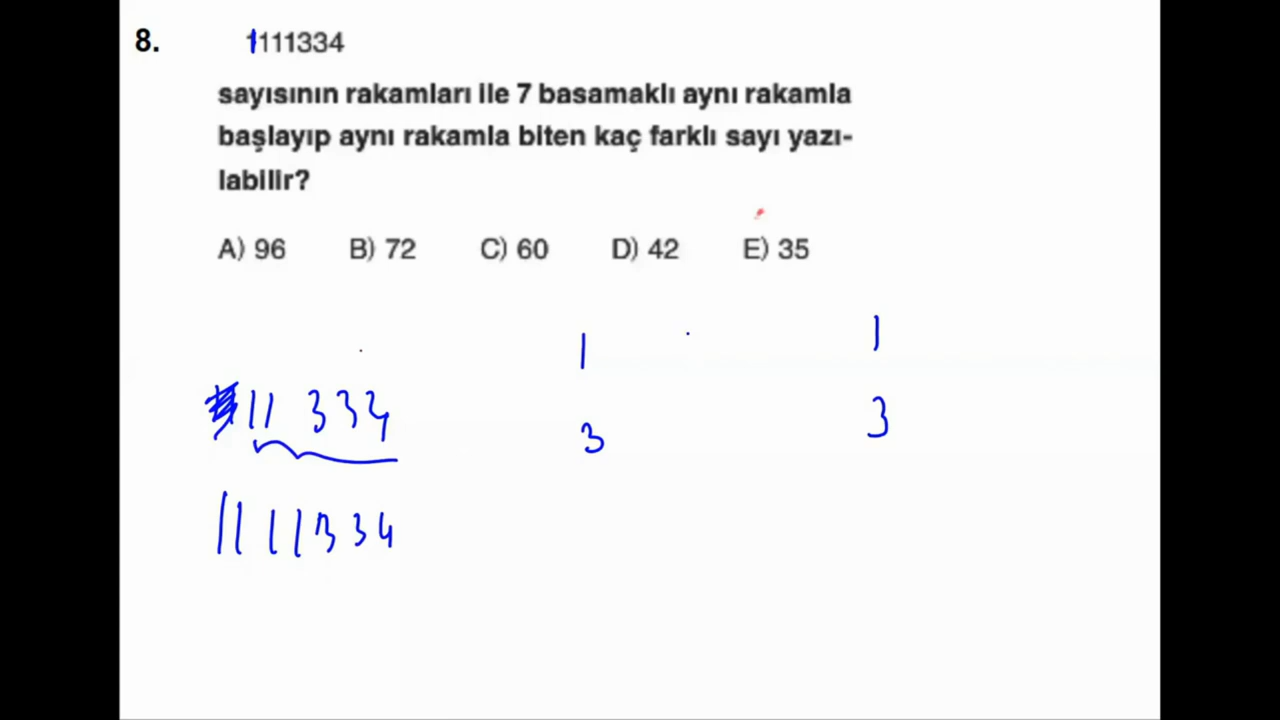 8. 1111334
sayısının rakamları ile 7 basamaklı aynı rakamla
başlayıp aynı rakamla biten kaç farklı sayı yazı-
labilir?
A) 96 B) 72 C) 60 D) 42 E) 35
1 1
11 334
3 3
1111334